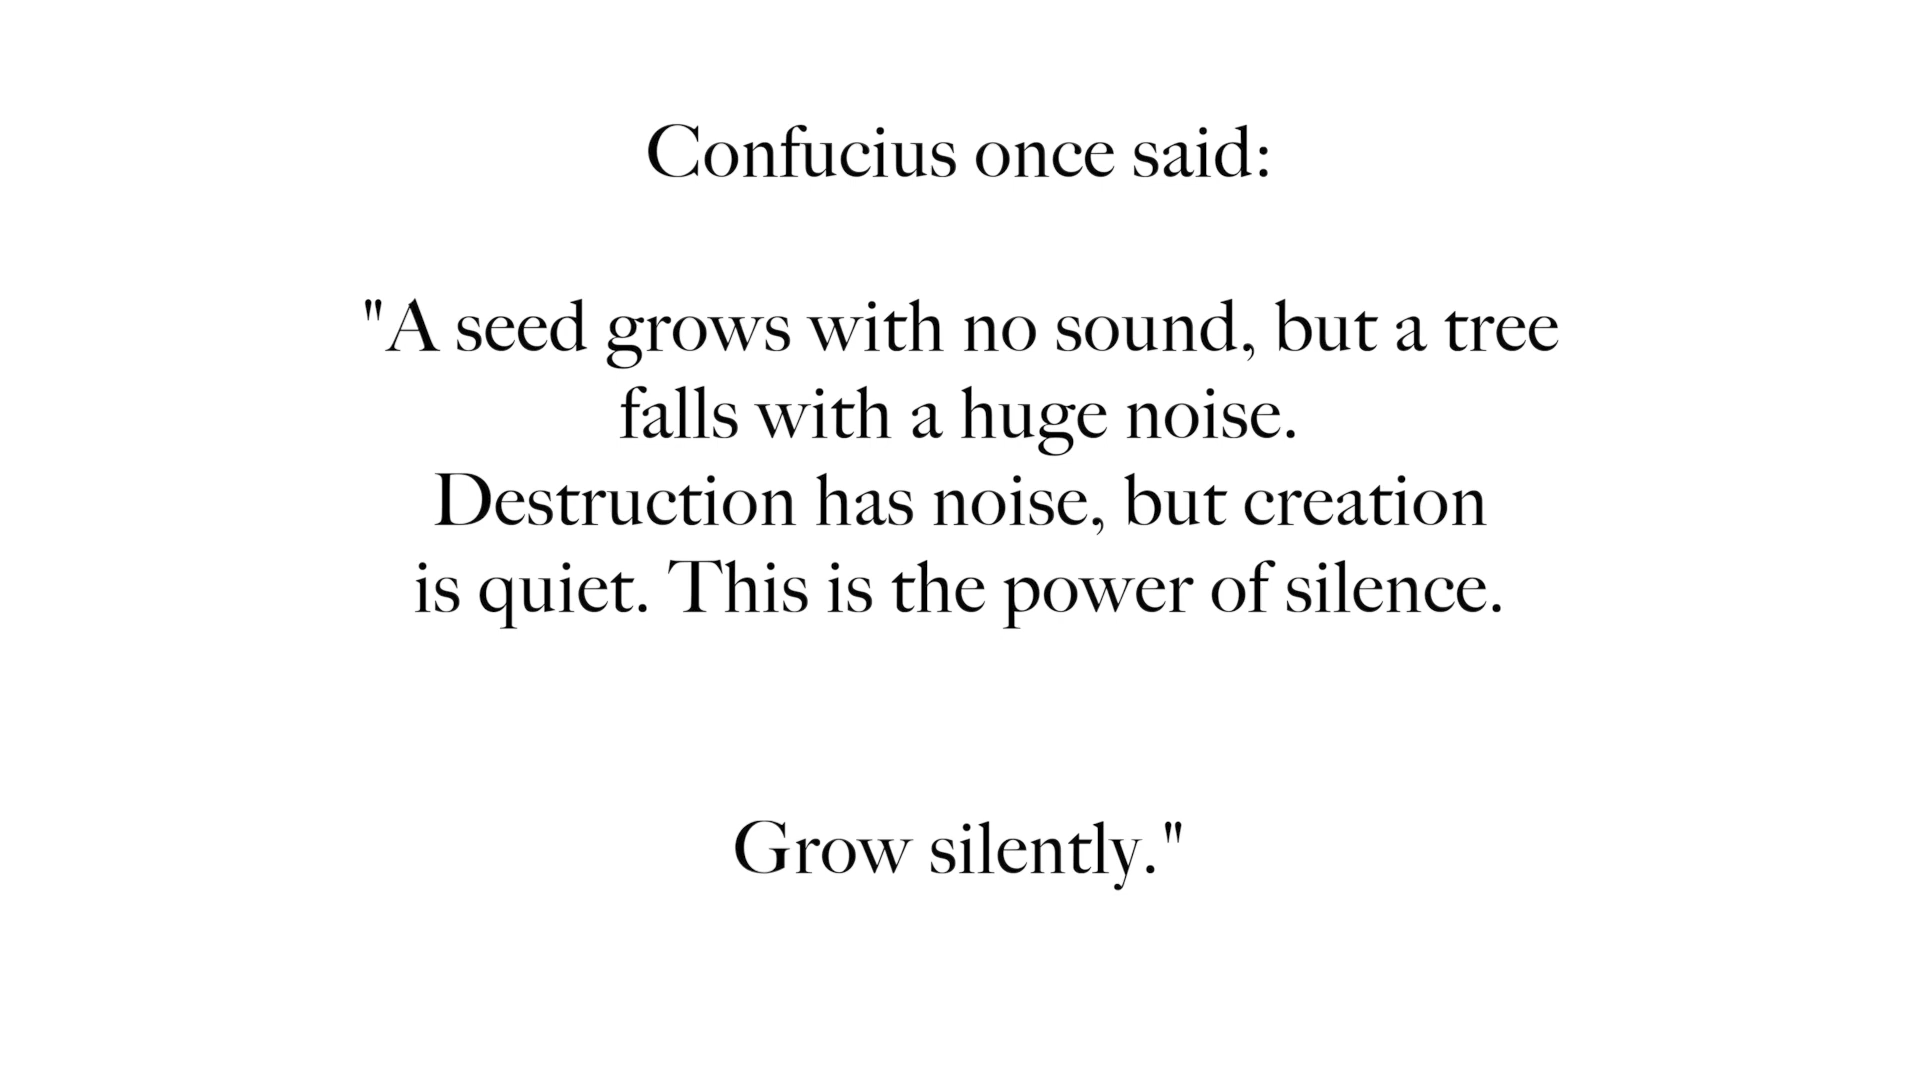 Confucius once said:
"A seed grows with no sound, but a tree
falls with a huge noise.
Destruction has noise, but creation
is quiet. This is the power of silence.
Grow silently."